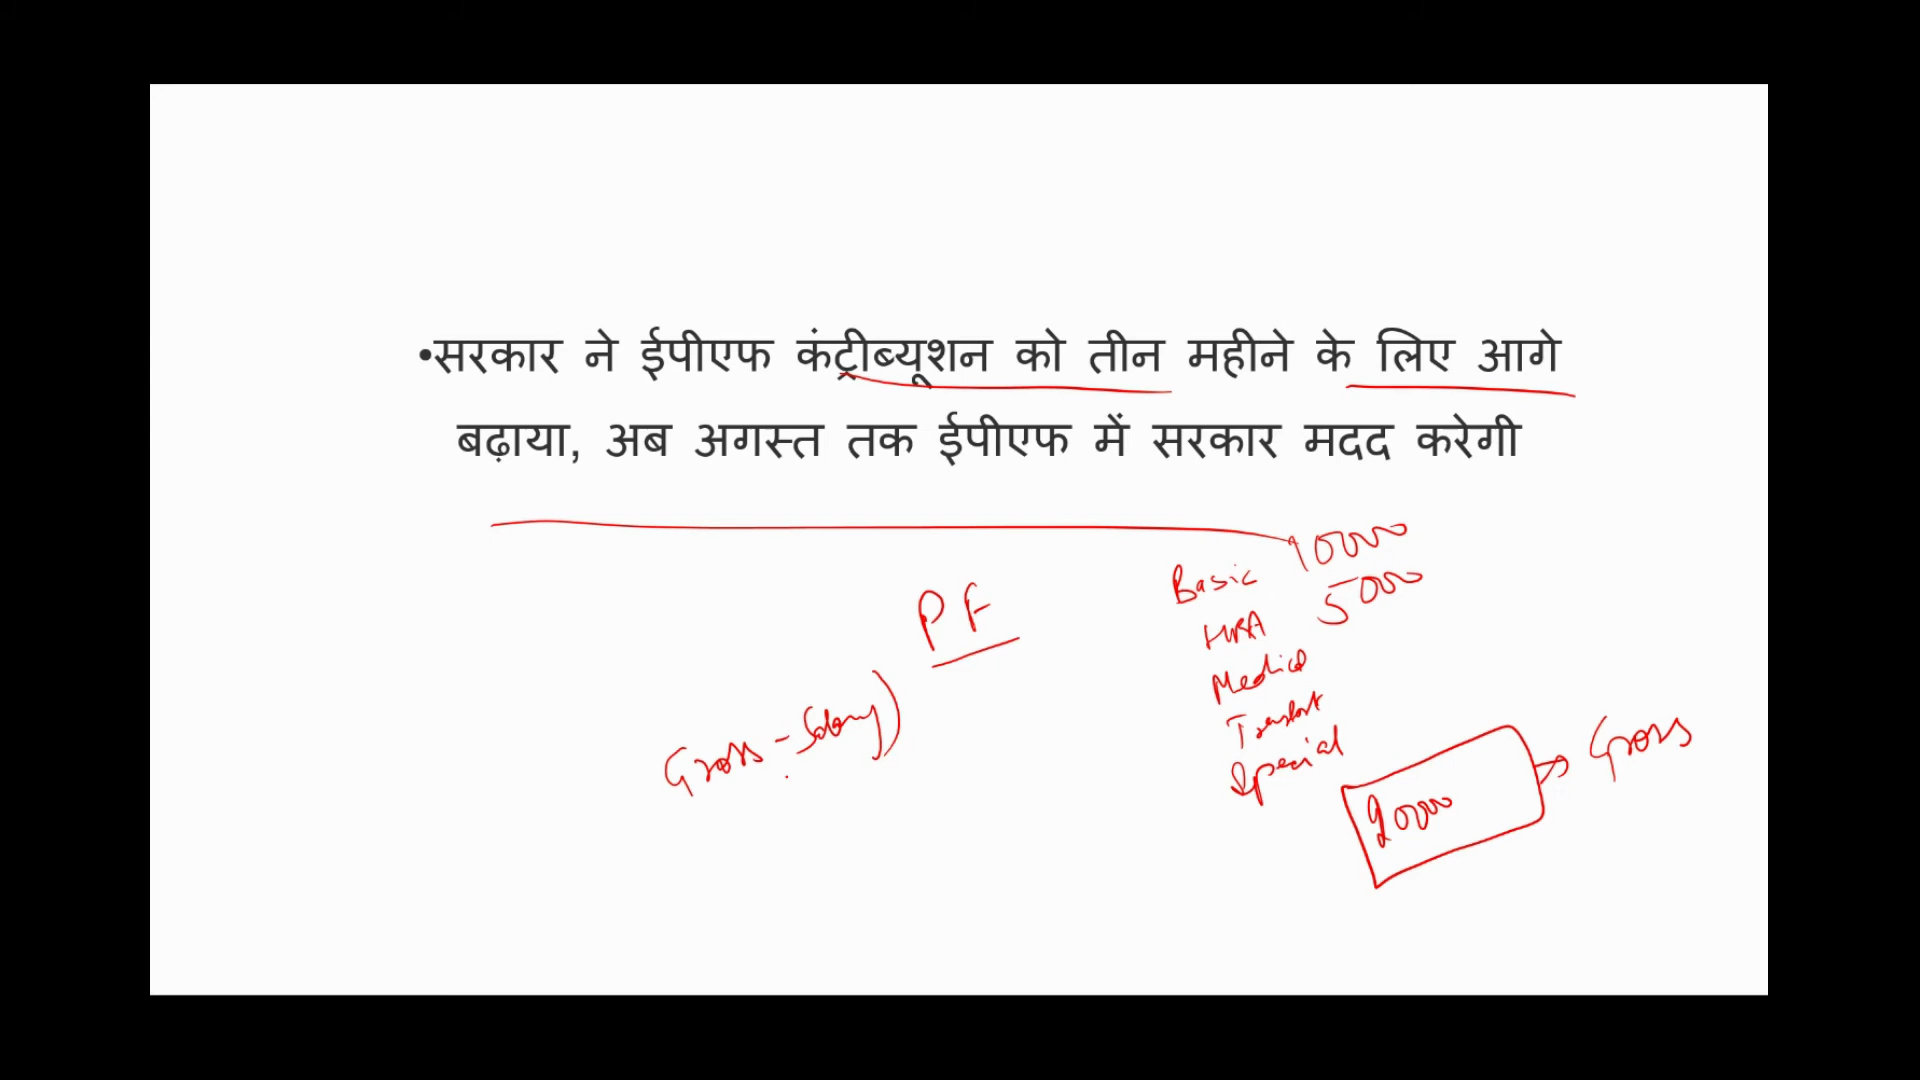 •सरकार ने ईपीएफ कंट्रीब्यूशन को तीन महीने के लिए आगे
बढ़ाया, अब अगस्त तक ईपीएफ में सरकार मदद करेगी
Basic 10000
HRA 5000
PF
Medical
Transport
Special
Gross - Salary)
20000 → Gross